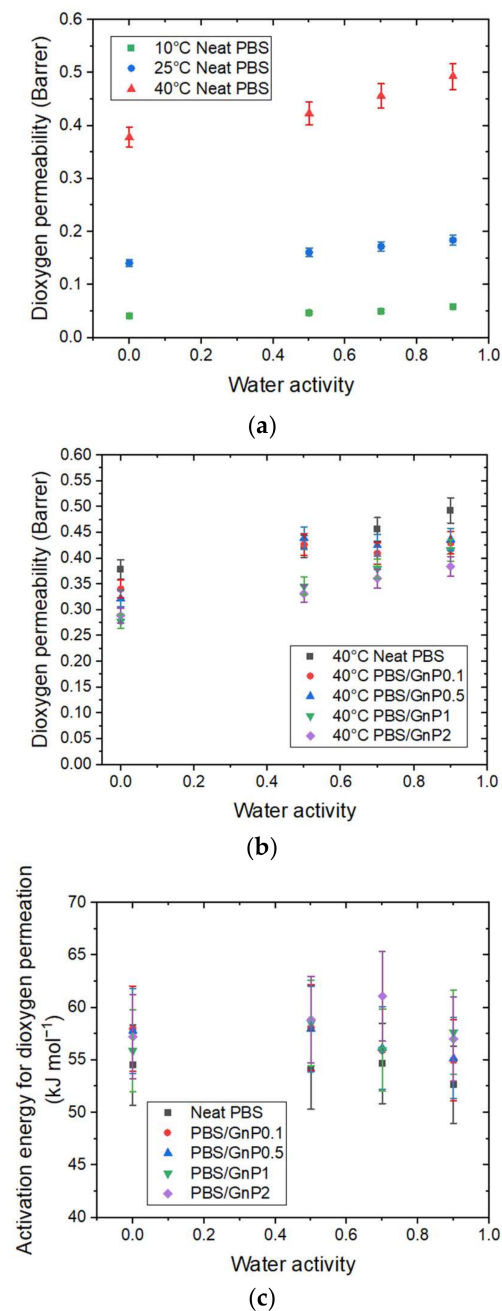 Dioxygen permeability (Barrer)
0.6
0.5
0.4
0.3
0.2
0.1
0.0
10°C Neat PBS
25°C Neat PBS
40°C Neat PBS
0.0 0.2 0.4 0.6 0.8 1.0
Water activity
(a)
Dioxygen permeability (Barrer)
0.60
0.55
0.50
0.45
0.40
0.35
0.30
0.25
0.20
0.15
0.10
0.05
0.00
40°C Neat PBS
40°C PBS/GnP0.1
40°C PBS/GnP0.5
40°C PBS/GnP1
40°C PBS/GnP2
0.0 0.2 0.4 0.6 0.8 1.0
Water activity
(b)
Activation energy for dioxygen permeation
(kJ mol⁻¹)
70
65
60
55
50
45
40
Neat PBS
PBS/GnP0.1
PBS/GnP0.5
PBS/GnP1
PBS/GnP2
0.0 0.2 0.4 0.6 0.8 1.0
Water activity
(c)